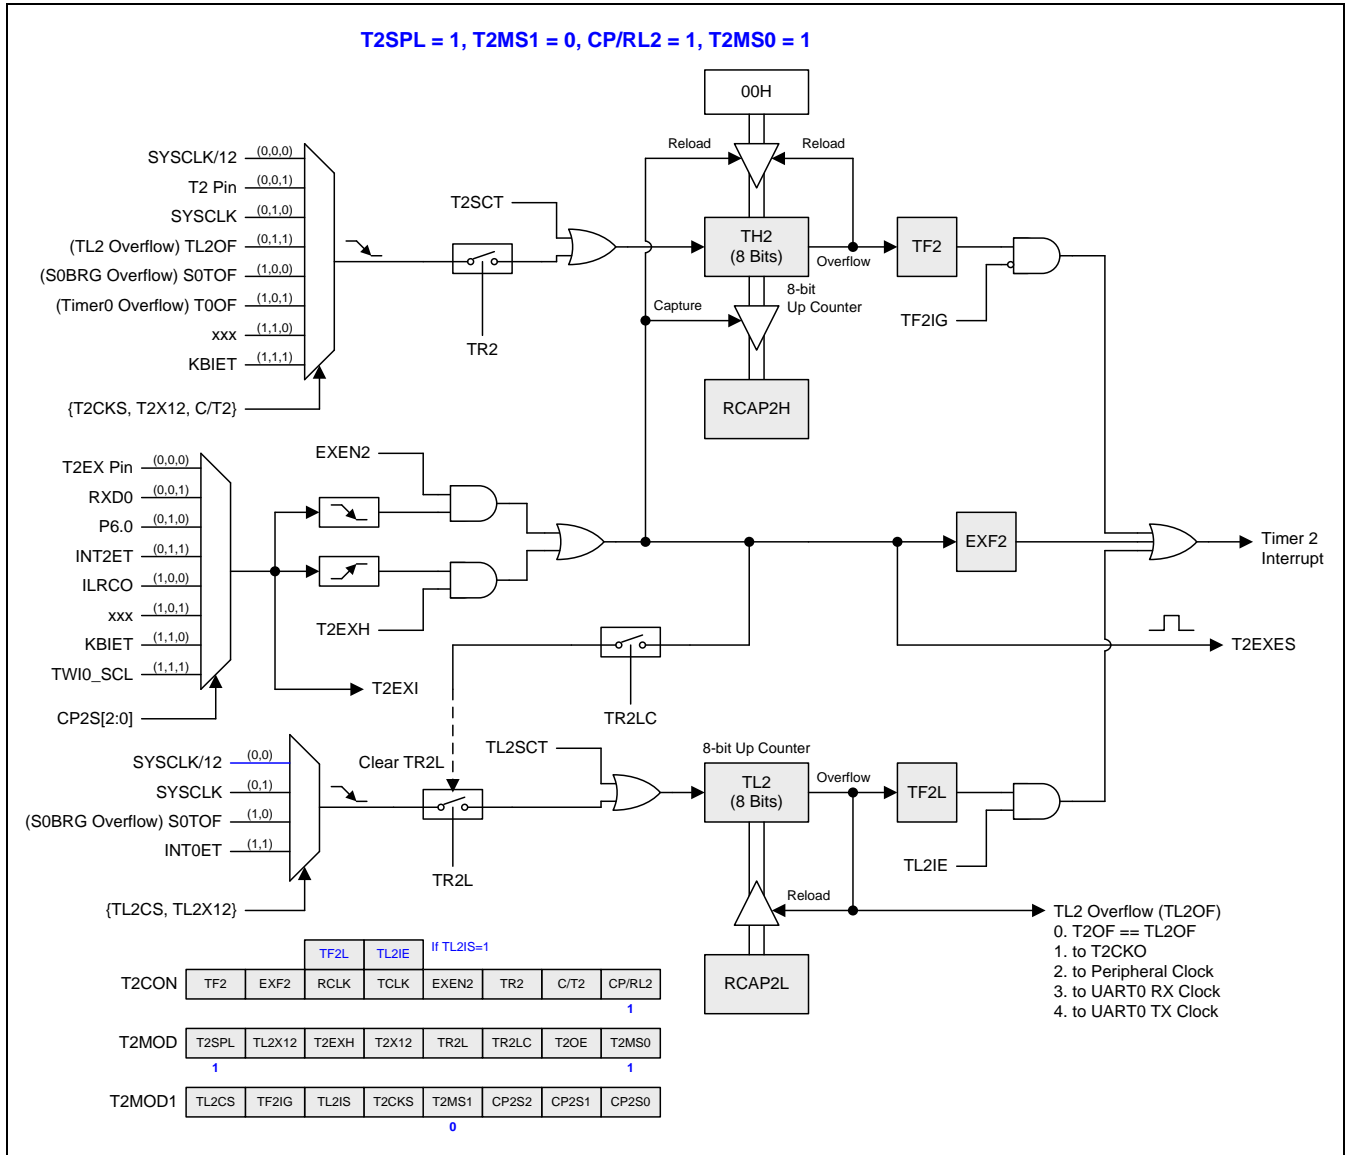 T2SPL = 1, T2MS1 = 0, CP/RL2 = 1, T2MS0 = 1
00H
Reload
Reload
SYSCLK/12 (0,0,0)
T2 Pin (0,0,1)
SYSCLK (0,1,0)
(TL2 Overflow) TL2OF (0,1,1)
(S0BRG Overflow) S0TOF (1,0,0)
(Timer0 Overflow) T0OF (1,0,1)
xxx (1,1,0)
KBIET (1,1,1)
{T2CKS, T2X12, C/T2}
T2SCT
TR2
TH2
(8 Bits)
Overflow
8-bit
Up Counter
Capture
RCAP2H
TF2
TF2IG
T2EX Pin (0,0,0)
RXD0 (0,0,1)
P6.0 (0,1,0)
INT2ET (0,1,1)
ILRCO (1,0,0)
xxx (1,0,1)
KBIET (1,1,0)
TWI0_SCL (1,1,1)
CP2S[2:0]
EXEN2
T2EXH
T2EXI
EXF2
Timer 2
Interrupt
T2EXES
TR2LC
Clear TR2L
SYSCLK/12 (0,0)
SYSCLK (0,1)
(S0BRG Overflow) S0TOF (1,0)
INT0ET (1,1)
{TL2CS, TL2X12}
TR2L
TL2SCT
8-bit Up Counter
TL2
(8 Bits)
Overflow
TF2L
TL2IE
Reload
RCAP2L
TL2 Overflow (TL2OF)
0. T2OF == TL2OF
1. to T2CKO
2. to Peripheral Clock
3. to UART0 RX Clock
4. to UART0 TX Clock
TF2L TL2IE If TL2IS=1
T2CON TF2 EXF2 RCLK TCLK EXEN2 TR2 C/T2 CP/RL2
1
T2MOD T2SPL TL2X12 T2EXH T2X12 TR2L TR2LC T2OE T2MS0
1 1
T2MOD1 TL2CS TF2IG TL2IS T2CKS T2MS1 CP2S2 CP2S1 CP2S0
0